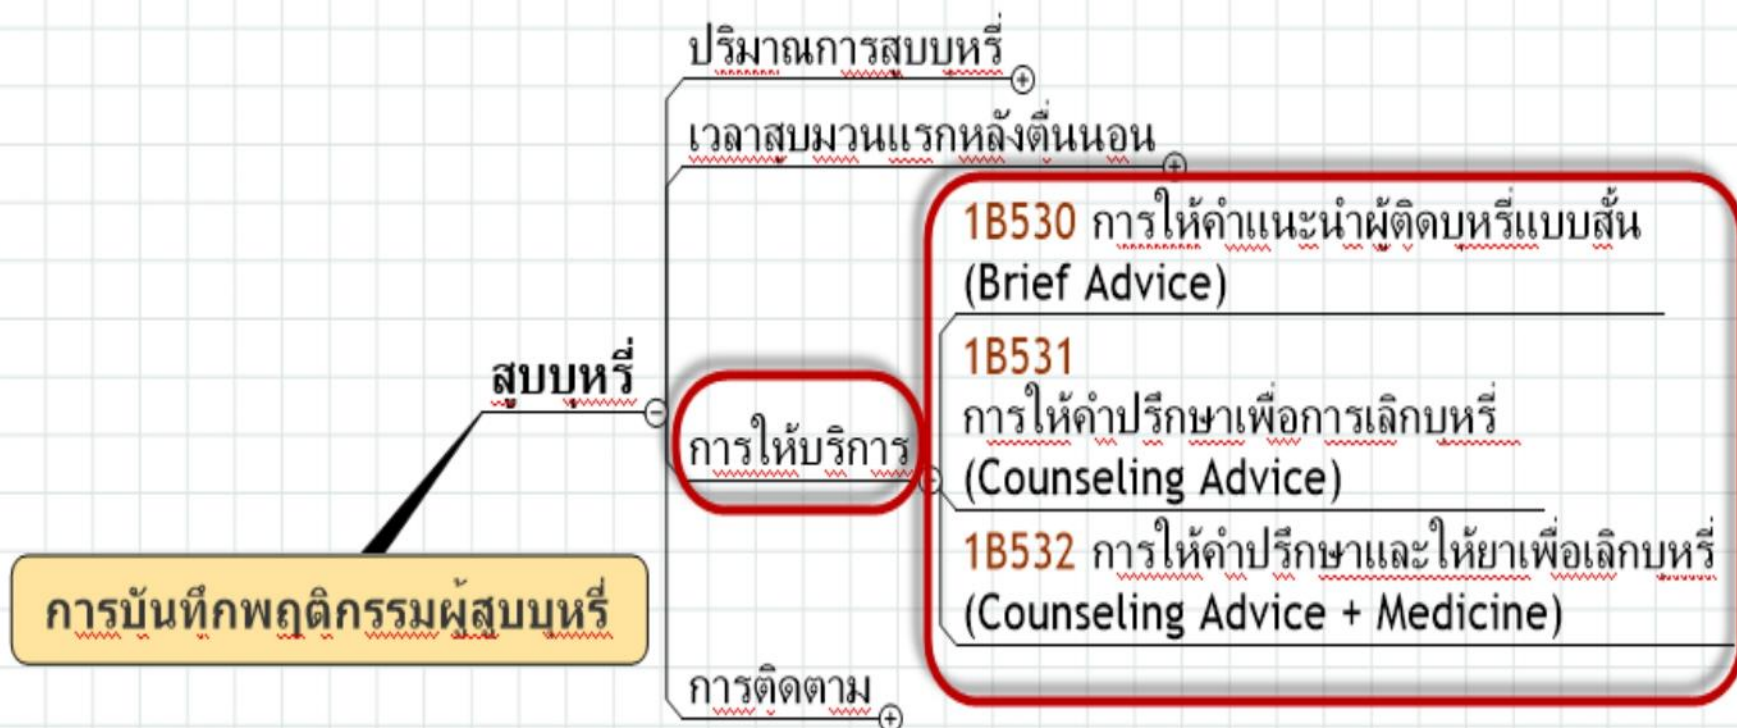 ปริมาณการสูบบุหรี่
เวลาสูบมวนแรกหลังตื่นนอน
1B530 การให้คำแนะนำผู้ติดบุหรี่แบบสั้น
(Brief Advice)
1B531
การให้คำปรึกษาเพื่อการเลิกบุหรี่
(Counseling Advice)
1B532 การให้คำปรึกษาและให้ยาเพื่อเลิกบุหรี่
(Counseling Advice + Medicine)
สูบบุหรี่
การให้บริการ
การบันทึกพฤติกรรมผู้สูบบุหรี่
การติดตาม